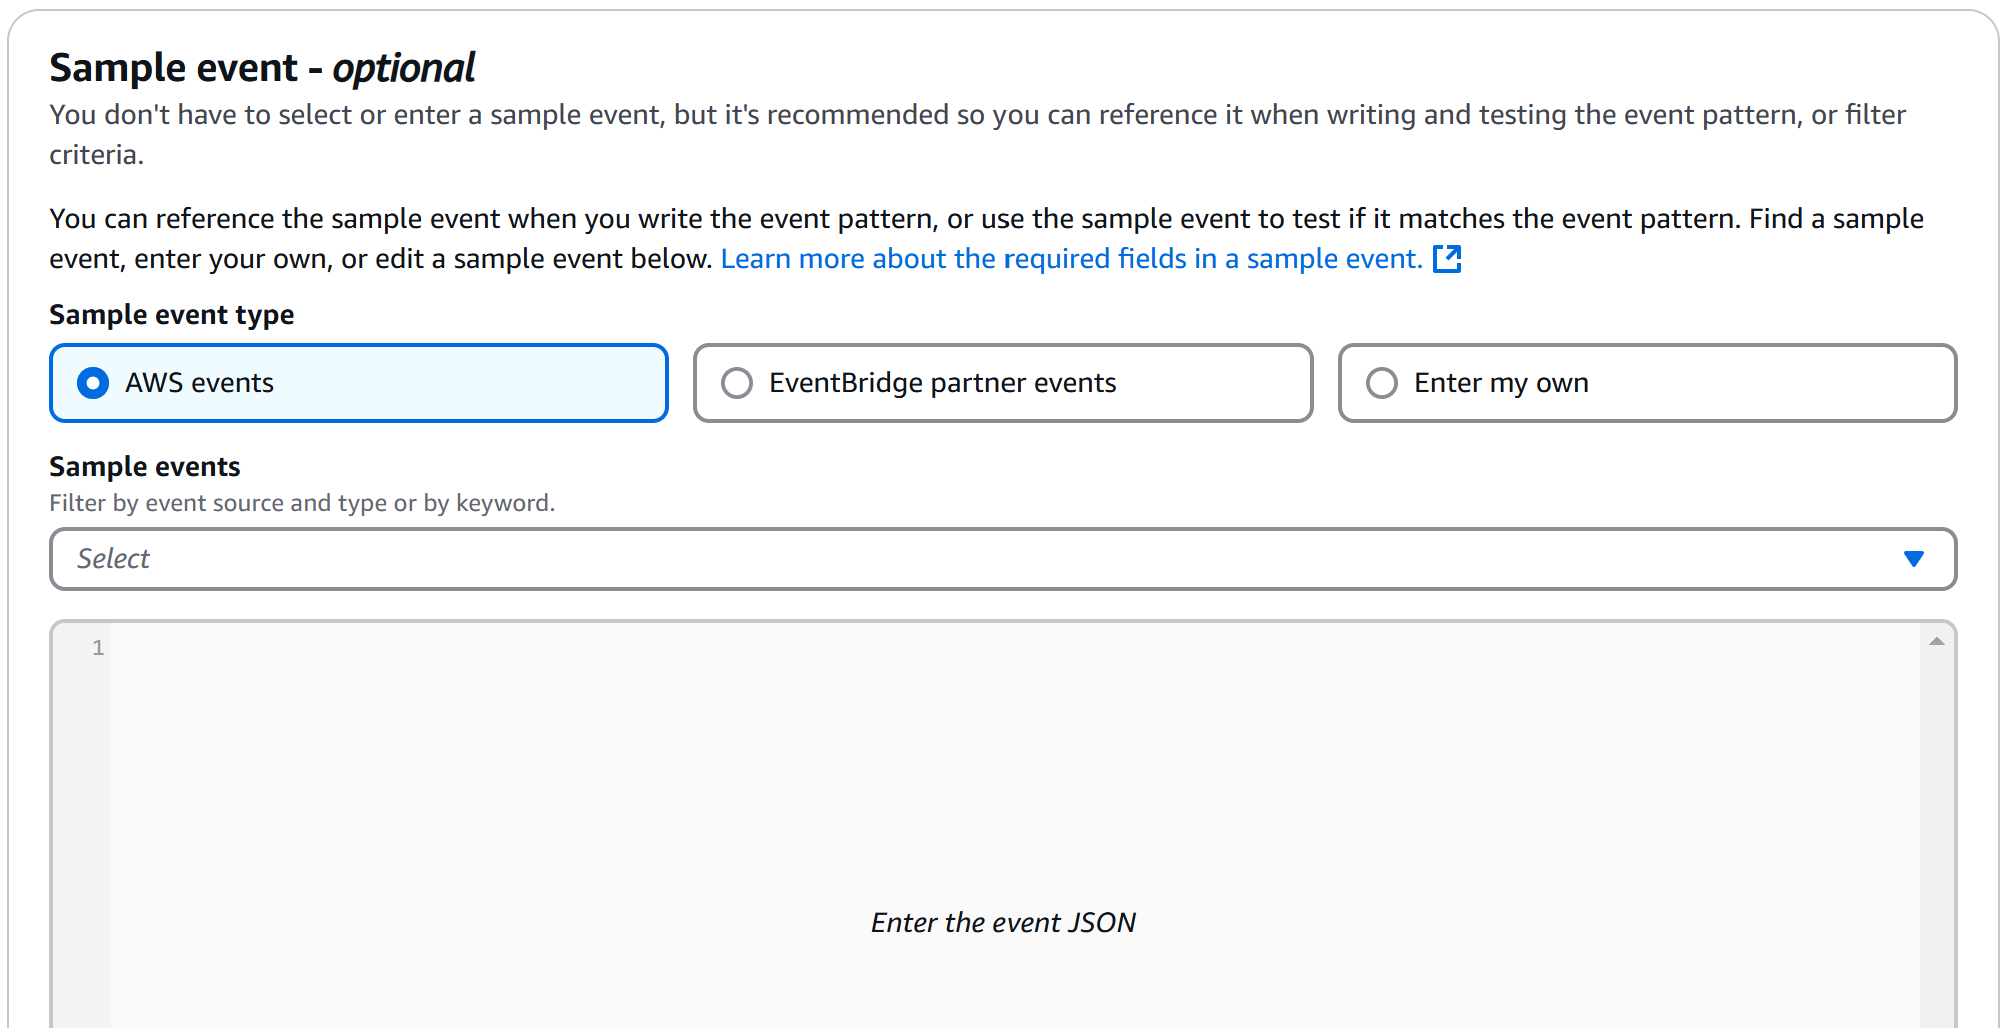 Sample event - optional
You don't have to select or enter a sample event, but it's recommended so you can reference it when writing and testing the event pattern, or filter
criteria.
You can reference the sample event when you write the event pattern, or use the sample event to test if it matches the event pattern. Find a sample
event, enter your own, or edit a sample event below. Learn more about the required fields in a sample event.
Sample event type
AWS events
EventBridge partner events
Enter my own
Sample events
Filter by event source and type or by keyword.
Select
1
Enter the event JSON